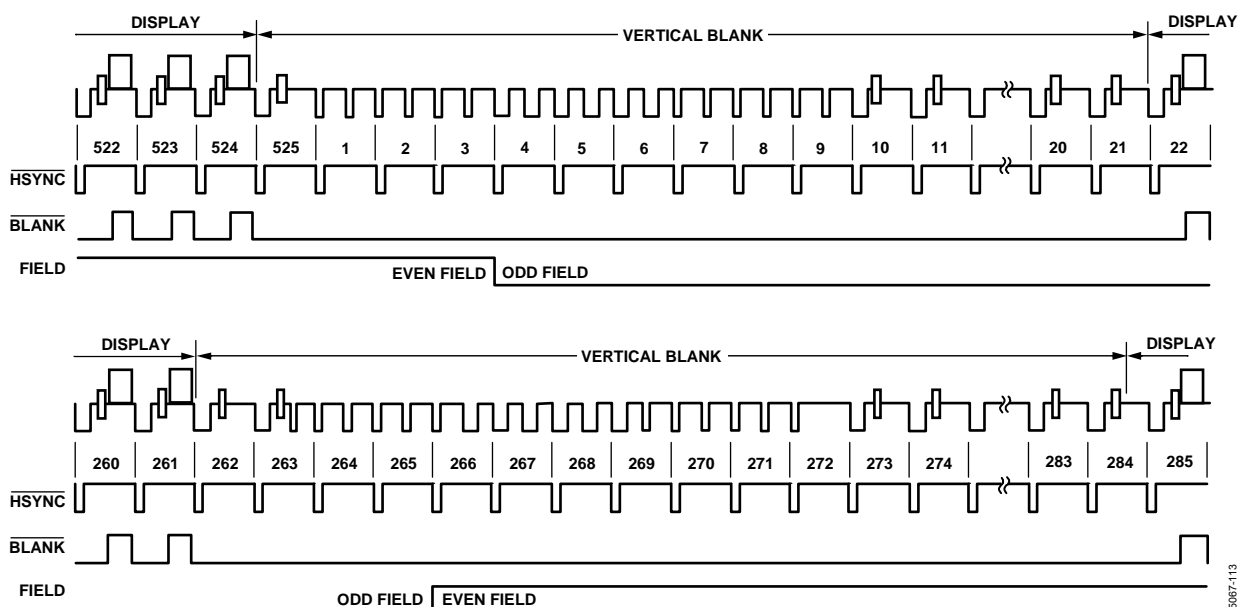 DISPLAY
VERTICAL BLANK
DISPLAY
522 523 524 525 1 2 3 4 5 6 7 8 9 10 11 20 21 22
HSYNC
BLANK
FIELD
EVEN FIELD ODD FIELD
DISPLAY
VERTICAL BLANK
DISPLAY
260 261 262 263 264 265 266 267 268 269 270 271 272 273 274 283 284 285
HSYNC
BLANK
FIELD
ODD FIELD EVEN FIELD